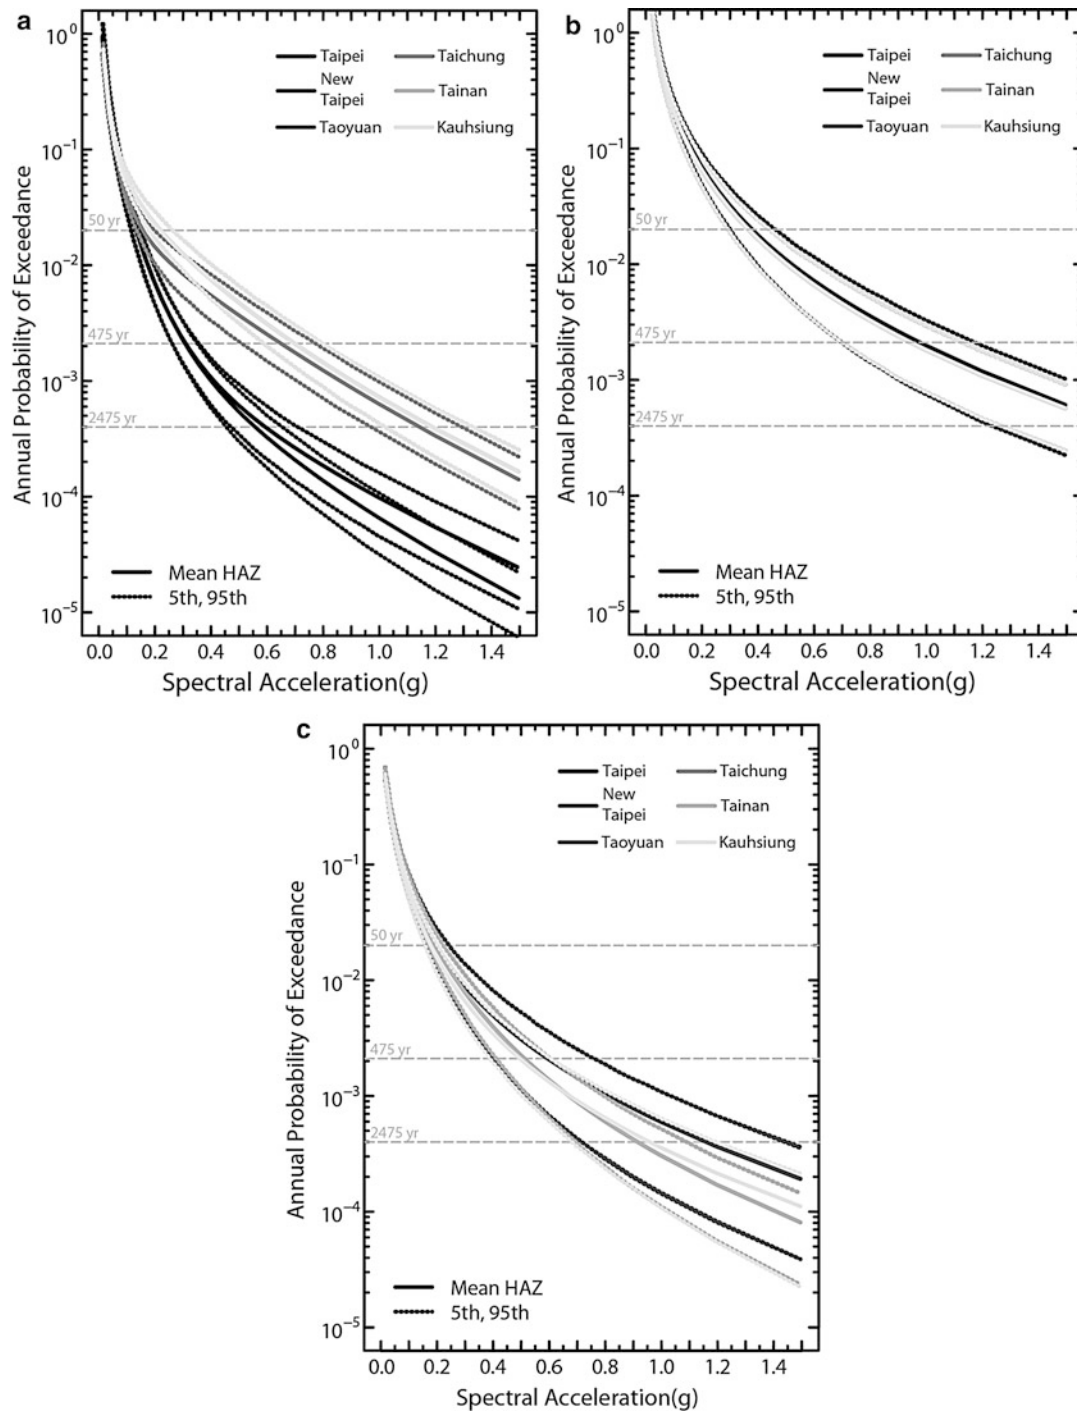 a
Annual Probability of Exceedance
10^0
10^-1
10^-2
10^-3
10^-4
10^-5
Taipei
New
Taipei
Taoyuan
Taichung
Tainan
Kauhsiung
50 yr
475 yr
2475 yr
Mean HAZ
5th, 95th
0.0 0.2 0.4 0.6 0.8 1.0 1.2 1.4
Spectral Acceleration(g)
b
Annual Probability of Exceedance
10^0
10^-1
10^-2
10^-3
10^-4
10^-5
Taipei
New
Taipei
Taoyuan
Taichung
Tainan
Kauhsiung
50 yr
475 yr
2475 yr
Mean HAZ
5th, 95th
0.0 0.2 0.4 0.6 0.8 1.0 1.2 1.4
Spectral Acceleration(g)
c
Annual Probability of Exceedance
10^0
10^-1
10^-2
10^-3
10^-4
10^-5
Taipei
New
Taipei
Taoyuan
Taichung
Tainan
Kauhsiung
50 yr
475 yr
2475 yr
Mean HAZ
5th, 95th
0.0 0.2 0.4 0.6 0.8 1.0 1.2 1.4
Spectral Acceleration(g)